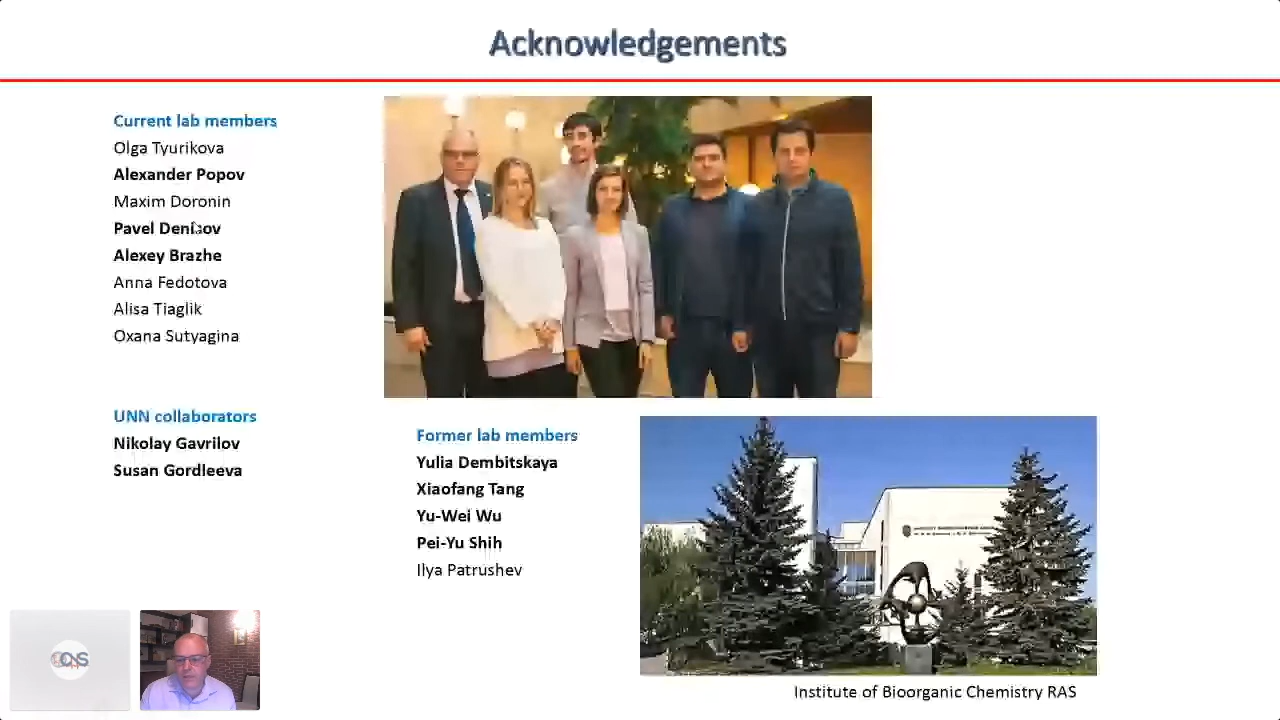 Acknowledgements
Current lab members
Olga Tyurikova
Alexander Popov
Maxim Doronin
Pavel Denisov
Alexey Brazhe
Anna Fedotova
Alisa Tiaglik
Oxana Sutyagina
UNN collaborators
Nikolay Gavrilov
Susan Gordleeva
Former lab members
Yulia Dembitskaya
Xiaofang Tang
Yu-Wei Wu
Pei-Yu Shih
Ilya Patrushev
Institute of Bioorganic Chemistry RAS